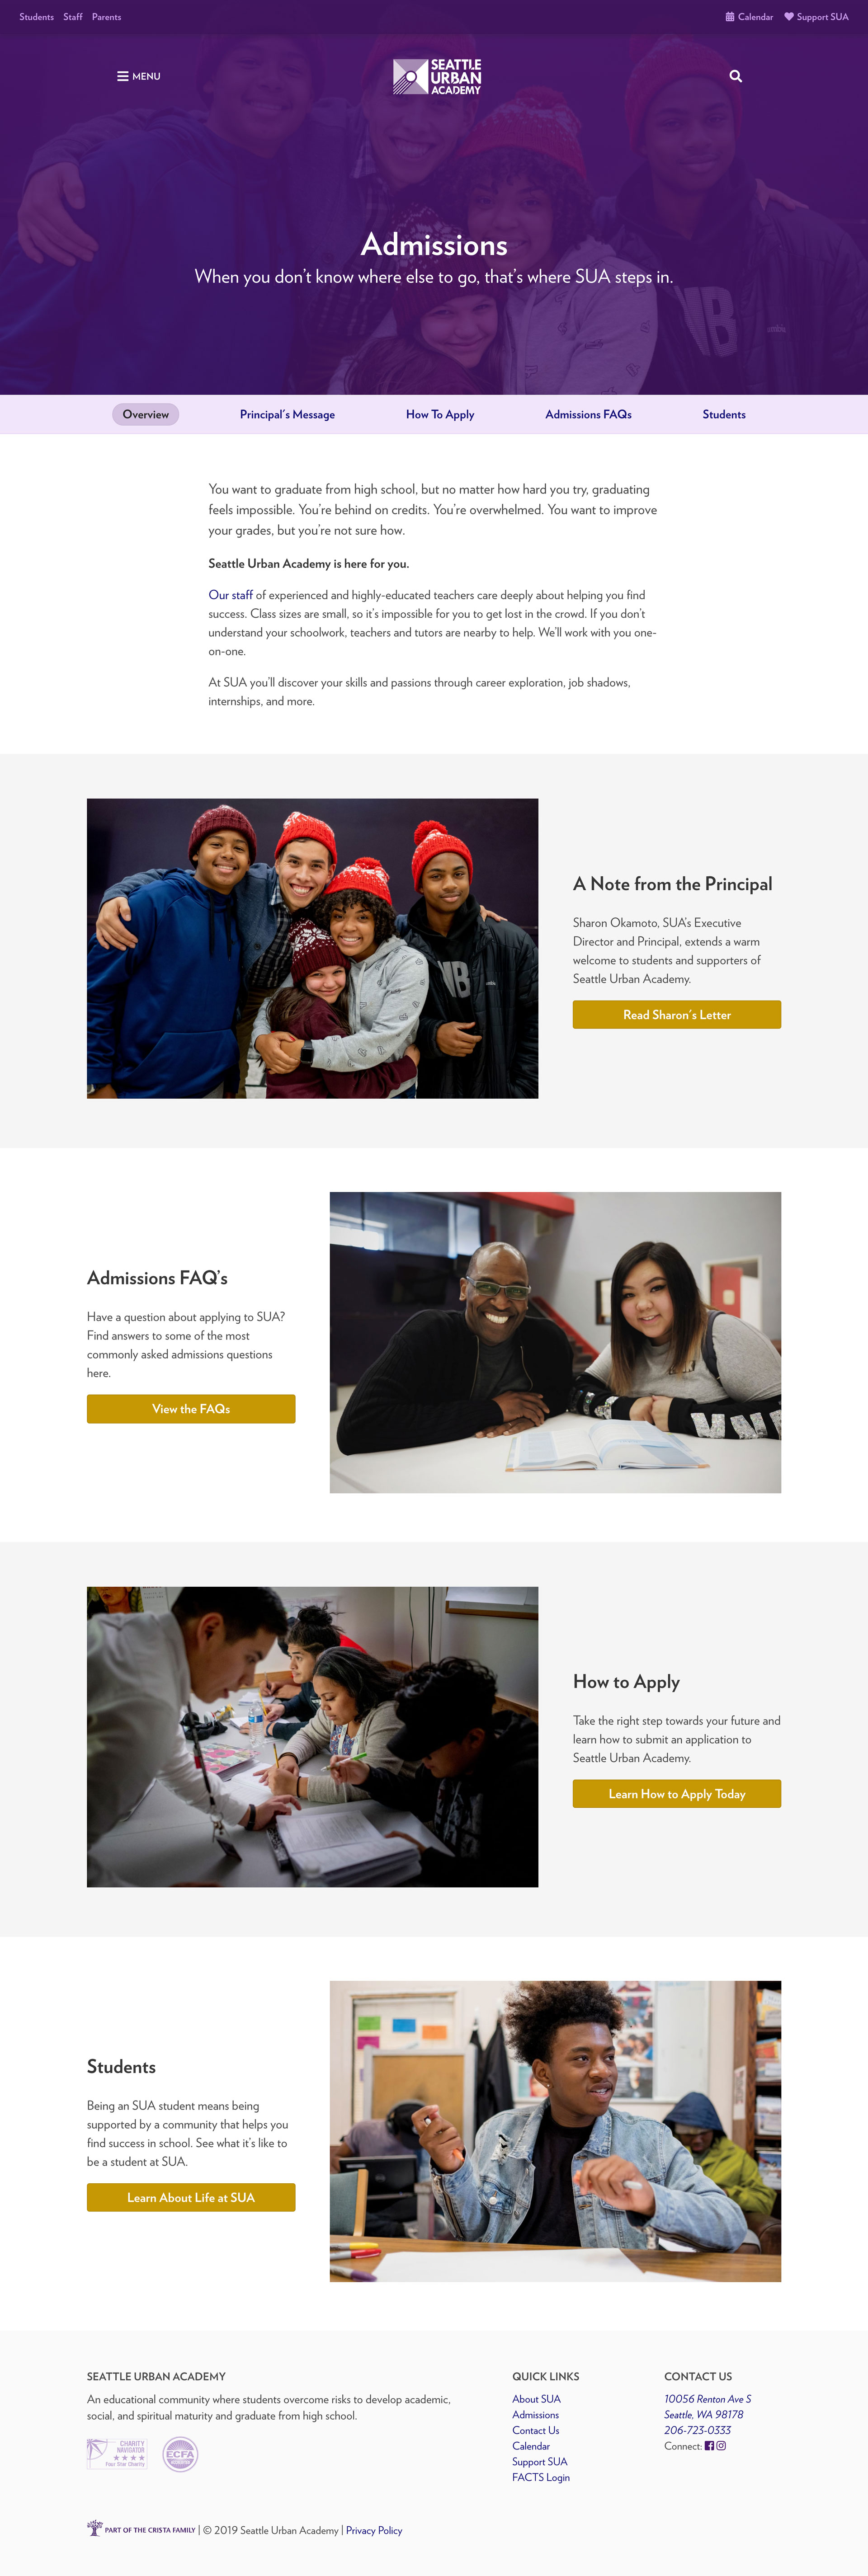 Students Staff Parents Calendar Support SUA
MENU
SEATTLE
URBAN
ACADEMY
Admissions
When you don't know where else to go, that's where SUA steps in.
Overview Principal's Message How To Apply Admissions FAQs Students
You want to graduate from high school, but no matter how hard you try, graduating
feels impossible. You're behind on credits. You're overwhelmed. You want to improve
your grades, but you're not sure how.
Seattle Urban Academy is here for you.
Our staff of experienced and highly-educated teachers care deeply about helping you find
success. Class sizes are small, so it's impossible for you to get lost in the crowd. If you don't
understand your schoolwork, teachers and tutors are nearby to help. We'll work with you one-
on-one.
At SUA you'll discover your skills and passions through career exploration, job shadows,
internships, and more.
A Note from the Principal
Sharon Okamoto, SUA's Executive
Director and Principal, extends a warm
welcome to students and supporters of
Seattle Urban Academy.
Read Sharon's Letter
Admissions FAQ's
Have a question about applying to SUA?
Find answers to some of the most
commonly asked admissions questions
here.
View the FAQs
How to Apply
Take the right step towards your future and
learn how to submit an application to
Seattle Urban Academy.
Learn How to Apply Today
Students
Being an SUA student means being
supported by a community that helps you
find success in school. See what it's like to
be a student at SUA.
Learn About Life at SUA
SEATTLE URBAN ACADEMY
An educational community where students overcome risks to develop academic,
social, and spiritual maturity and graduate from high school.
CHARITY
NAVIGATOR
Four Star Charity
ECFA
QUICK LINKS
About SUA
Admissions
Contact Us
Calendar
Support SUA
FACTS Login
CONTACT US
10056 Renton Ave S
Seattle, WA 98178
206-723-0333
Connect:
PART OF THE CRISTA FAMILY | © 2019 Seattle Urban Academy | Privacy Policy